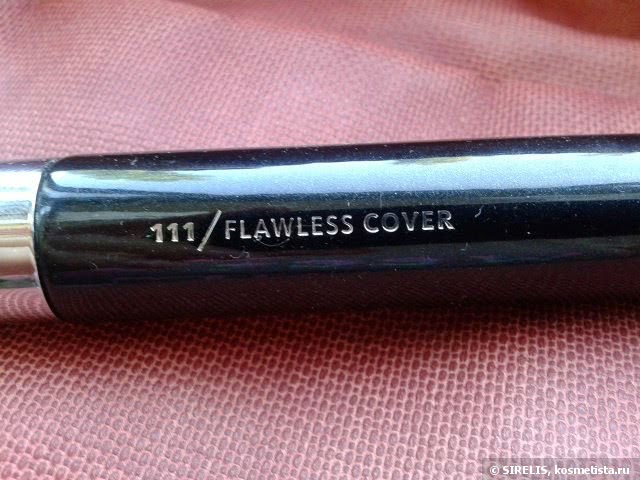 111/FLAWLESS COVER
© SIRELIS, kosmetista.ru